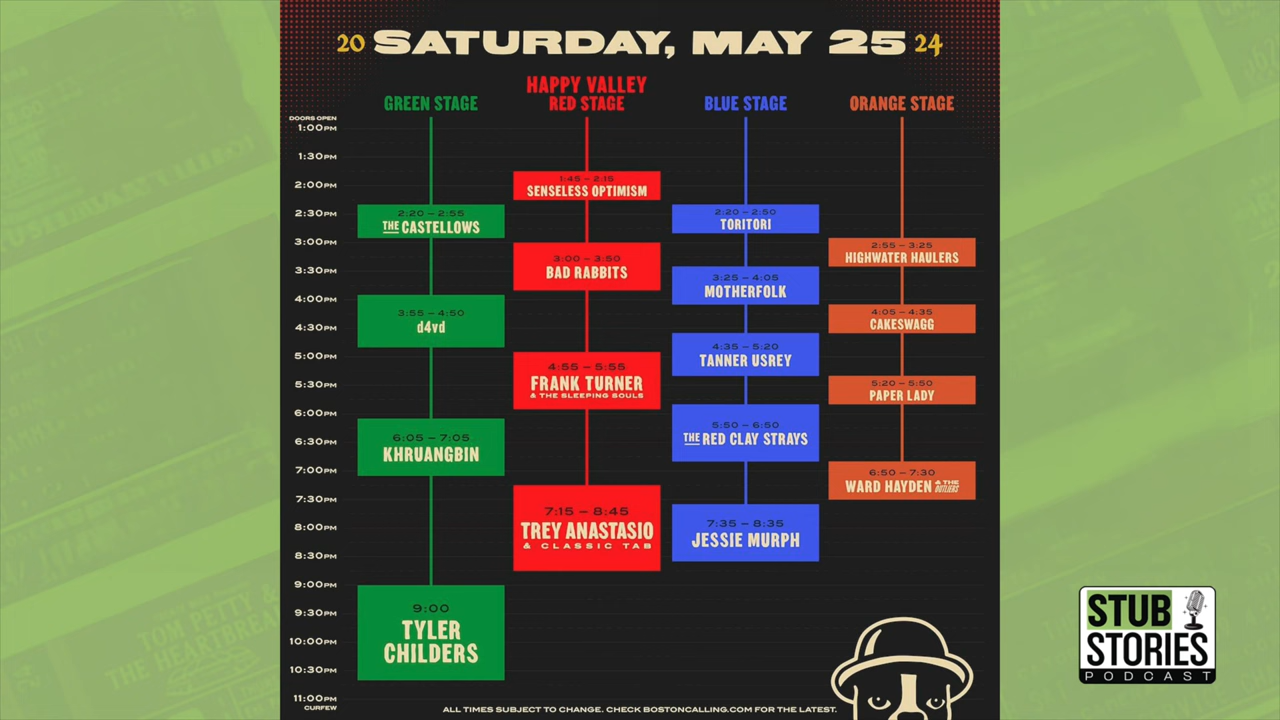 20 SATURDAY, MAY 25 24
GREEN STAGE
HAPPY VALLEY
RED STAGE
BLUE STAGE
ORANGE STAGE
DOORS OPEN
1:00PM
1:30PM
2:00PM
2:30PM
3:00PM
3:30PM
4:00PM
4:30PM
5:00PM
5:30PM
6:00PM
6:30PM
7:00PM
7:30PM
8:00PM
8:30PM
9:00PM
9:30PM
10:00PM
10:30PM
11:00PM
CURFEW
2:20 – 2:55
THE CASTELLOWS
3:55 – 4:50
d4vd
6:05 – 7:05
KHRUANGBIN
9:00
TYLER
CHILDERS
1:45 – 2:15
SENSELESS OPTIMISM
3:00 – 3:50
BAD RABBITS
4:55 – 5:55
FRANK TURNER
& THE SLEEPING SOULS
7:15 – 8:45
TREY ANASTASIO
& CLASSIC TAB
2:20 – 2:50
TORITORI
3:25 – 4:05
MOTHERFOLK
4:35 – 5:20
TANNER USREY
5:50 – 6:50
THE RED CLAY STRAYS
7:35 – 8:35
JESSIE MURPH
2:55 – 3:25
HIGHWATER HAULERS
4:05 – 4:35
CAKESWAGG
5:20 – 5:50
PAPER LADY
6:50 – 7:30
WARD HAYDEN & THE OUTLIERS
ALL TIMES SUBJECT TO CHANGE. CHECK BOSTONCALLING.COM FOR THE LATEST.
STUB
STORIES
PODCAST
TOM PETTY &
THE HEARTBREA